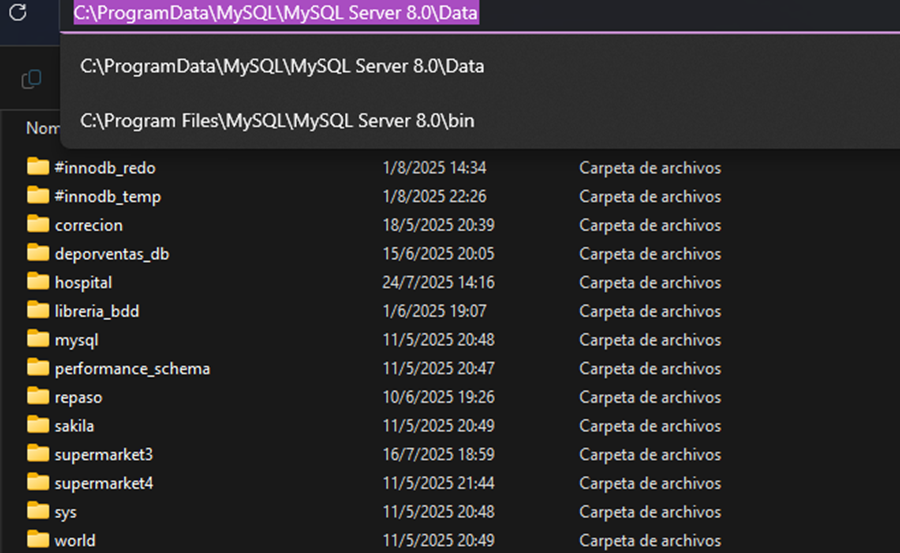 C:\ProgramData\MySQL\MySQL Server 8.0\Data
C:\ProgramData\MySQL\MySQL Server 8.0\Data
C:\Program Files\MySQL\MySQL Server 8.0\bin
Nom
#innodb_redo 1/8/2025 14:34 Carpeta de archivos
#innodb_temp 1/8/2025 22:26 Carpeta de archivos
correcion 18/5/2025 20:39 Carpeta de archivos
deporventas_db 15/6/2025 20:05 Carpeta de archivos
hospital 24/7/2025 14:16 Carpeta de archivos
libreria_bdd 1/6/2025 19:07 Carpeta de archivos
mysql 11/5/2025 20:48 Carpeta de archivos
performance_schema 11/5/2025 20:47 Carpeta de archivos
repaso 10/6/2025 19:26 Carpeta de archivos
sakila 11/5/2025 20:49 Carpeta de archivos
supermarket3 16/7/2025 18:59 Carpeta de archivos
supermarket4 11/5/2025 21:44 Carpeta de archivos
sys 11/5/2025 20:48 Carpeta de archivos
world 11/5/2025 20:49 Carpeta de archivos